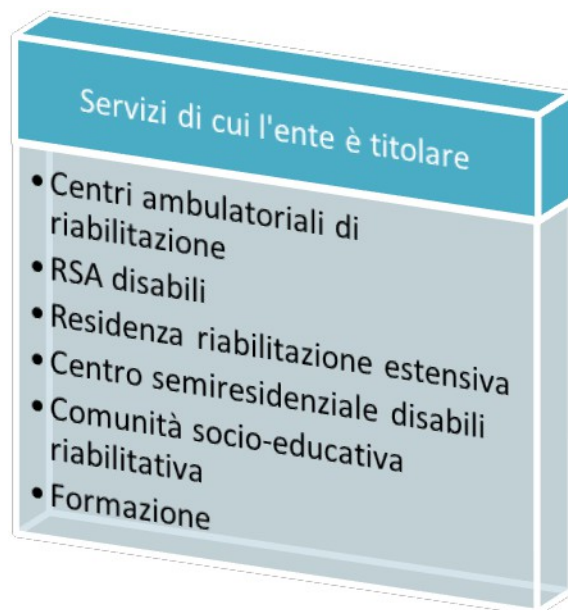 Servizi di cui l'ente è titolare
• Centri ambulatoriali di
riabilitazione
• RSA disabili
• Residenza riabilitazione estensiva
• Centro semiresidenziale disabili
• Comunità socio-educativa
riabilitativa
• Formazione